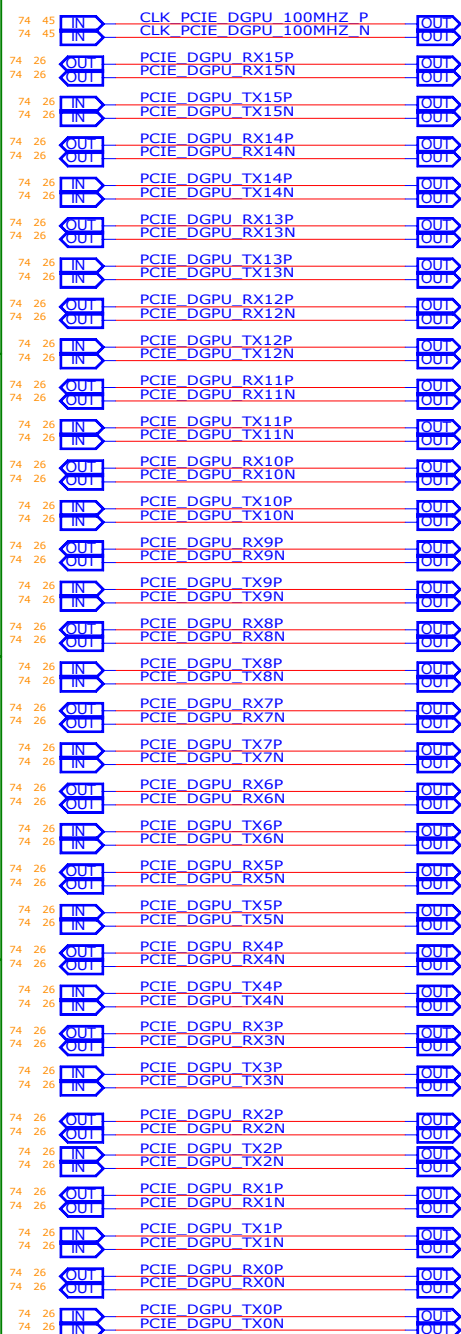 74 45 IN CLK_PCIE_DGPU_100MHZ_P OUT
74 45 IN CLK_PCIE_DGPU_100MHZ_N OUT
74 26 OUT PCIE_DGPU_RX15P OUT
74 26 OUT PCIE_DGPU_RX15N OUT
74 26 IN PCIE_DGPU_TX15P OUT
74 26 IN PCIE_DGPU_TX15N OUT
74 26 OUT PCIE_DGPU_RX14P OUT
74 26 OUT PCIE_DGPU_RX14N OUT
74 26 IN PCIE_DGPU_TX14P OUT
74 26 IN PCIE_DGPU_TX14N OUT
74 26 OUT PCIE_DGPU_RX13P OUT
74 26 OUT PCIE_DGPU_RX13N OUT
74 26 IN PCIE_DGPU_TX13P OUT
74 26 IN PCIE_DGPU_TX13N OUT
74 26 OUT PCIE_DGPU_RX12P OUT
74 26 OUT PCIE_DGPU_RX12N OUT
74 26 IN PCIE_DGPU_TX12P OUT
74 26 IN PCIE_DGPU_TX12N OUT
74 26 OUT PCIE_DGPU_RX11P OUT
74 26 OUT PCIE_DGPU_RX11N OUT
74 26 IN PCIE_DGPU_TX11P OUT
74 26 IN PCIE_DGPU_TX11N OUT
74 26 OUT PCIE_DGPU_RX10P OUT
74 26 OUT PCIE_DGPU_RX10N OUT
74 26 IN PCIE_DGPU_TX10P OUT
74 26 IN PCIE_DGPU_TX10N OUT
74 26 OUT PCIE_DGPU_RX9P OUT
74 26 OUT PCIE_DGPU_RX9N OUT
74 26 IN PCIE_DGPU_TX9P OUT
74 26 IN PCIE_DGPU_TX9N OUT
74 26 OUT PCIE_DGPU_RX8P OUT
74 26 OUT PCIE_DGPU_RX8N OUT
74 26 IN PCIE_DGPU_TX8P OUT
74 26 IN PCIE_DGPU_TX8N OUT
74 26 OUT PCIE_DGPU_RX7P OUT
74 26 OUT PCIE_DGPU_RX7N OUT
74 26 IN PCIE_DGPU_TX7P OUT
74 26 IN PCIE_DGPU_TX7N OUT
74 26 OUT PCIE_DGPU_RX6P OUT
74 26 OUT PCIE_DGPU_RX6N OUT
74 26 IN PCIE_DGPU_TX6P OUT
74 26 IN PCIE_DGPU_TX6N OUT
74 26 OUT PCIE_DGPU_RX5P OUT
74 26 OUT PCIE_DGPU_RX5N OUT
74 26 IN PCIE_DGPU_TX5P OUT
74 26 IN PCIE_DGPU_TX5N OUT
74 26 OUT PCIE_DGPU_RX4P OUT
74 26 OUT PCIE_DGPU_RX4N OUT
74 26 IN PCIE_DGPU_TX4P OUT
74 26 IN PCIE_DGPU_TX4N OUT
74 26 OUT PCIE_DGPU_RX3P OUT
74 26 OUT PCIE_DGPU_RX3N OUT
74 26 IN PCIE_DGPU_TX3P OUT
74 26 IN PCIE_DGPU_TX3N OUT
74 26 OUT PCIE_DGPU_RX2P OUT
74 26 OUT PCIE_DGPU_RX2N OUT
74 26 IN PCIE_DGPU_TX2P OUT
74 26 IN PCIE_DGPU_TX2N OUT
74 26 OUT PCIE_DGPU_RX1P OUT
74 26 OUT PCIE_DGPU_RX1N OUT
74 26 IN PCIE_DGPU_TX1P OUT
74 26 IN PCIE_DGPU_TX1N OUT
74 26 OUT PCIE_DGPU_RX0P OUT
74 26 OUT PCIE_DGPU_RX0N OUT
74 26 IN PCIE_DGPU_TX0P OUT
74 26 IN PCIE_DGPU_TX0N OUT